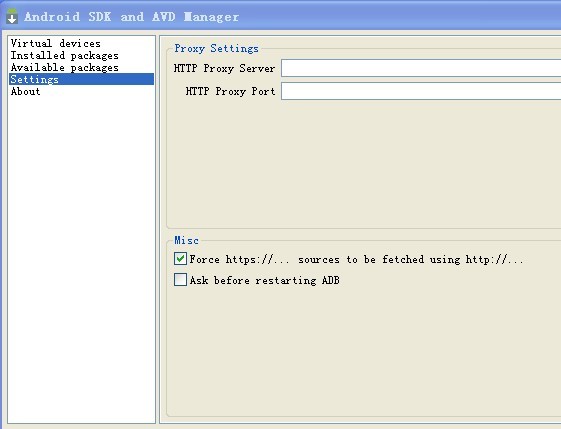 Android SDK and AVD Manager
Virtual devices
Installed packages
Available packages
Settings
About
Proxy Settings
HTTP Proxy Server
HTTP Proxy Port
Misc
Force https://... sources to be fetched using http://...
Ask before restarting ADB